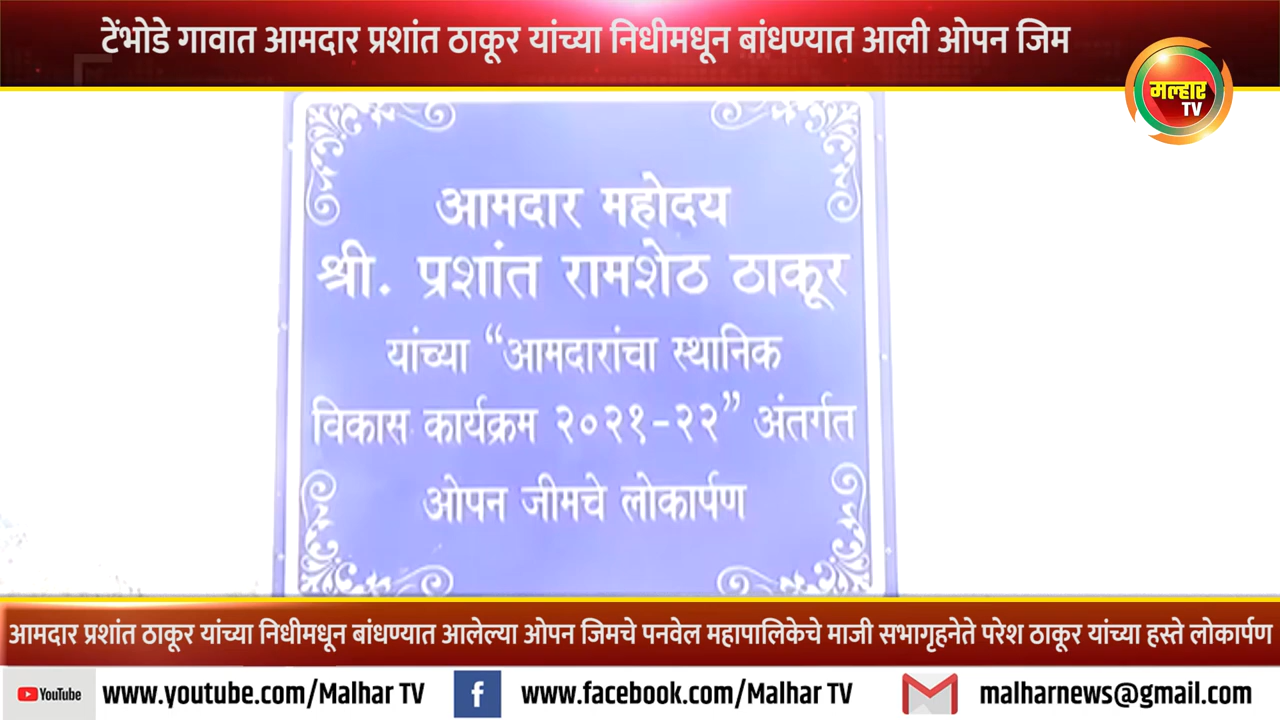 टेंभोडे गावात आमदार प्रशांत ठाकूर यांच्या निधीमधून बांधण्यात आली ओपन जिम
मल्हार
TV
आमदार महोदय
श्री. प्रशांत रामशेठ ठाकूर
यांच्या “आमदारांचा स्थानिक
विकास कार्यक्रम २०२१-२२” अंतर्गत
ओपन जीमचे लोकार्पण
आमदार प्रशांत ठाकूर यांच्या निधीमधून बांधण्यात आलेल्या ओपन जिमचे पनवेल महापालिकेचे माजी सभागृहनेते परेश ठाकूर यांच्या हस्ते लोकार्पण
YouTube www.youtube.com/Malhar TV www.facebook.com/Malhar TV malharnews@gmail.com